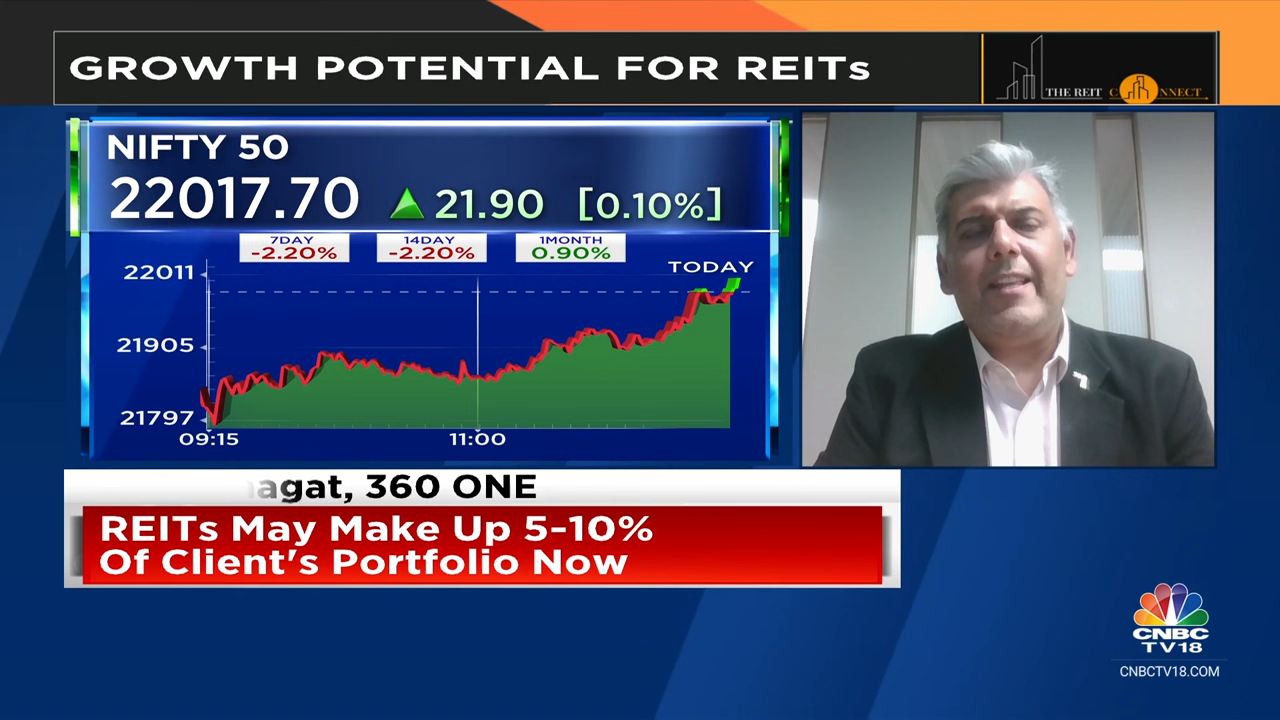 GROWTH POTENTIAL FOR REITs
THE REIT C NNECT
NIFTY 50
22017.70 ▲ 21.90 [0.10%]
7DAY 14DAY 1MONTH
-2.20% -2.20% 0.90%
TODAY
22011
21905
21797
09:15 11:00
agat, 360 ONE
REITs May Make Up 5-10%
Of Client's Portfolio Now
CNBC
TV18
CNBCTV18.COM